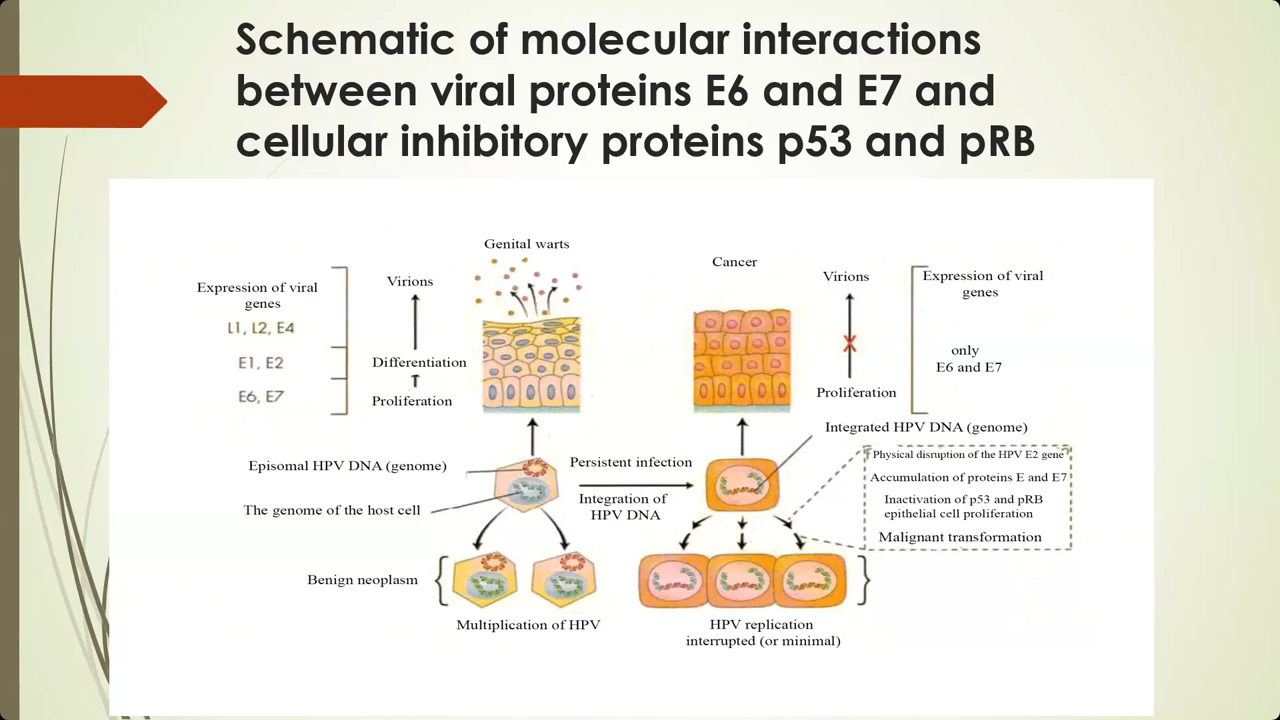 Schematic of molecular interactions
between viral proteins E6 and E7 and
cellular inhibitory proteins p53 and pRB
Genital warts
Cancer
Expression of viral
genes
L1, L2, E4
E1, E2
E6, E7
Virions
Differentiation
Proliferation
Virions
Proliferation
Expression of viral
genes
only
E6 and E7
Episomal HPV DNA (genome)
The genome of the host cell
Persistent infection
Integration of
HPV DNA
Integrated HPV DNA (genome)
Physical disruption of the HPV E2 gene
Accumulation of proteins E and E7
Inactivation of p53 and pRB
epithelial cell proliferation
Malignant transformation
Benign neoplasm
Multiplication of HPV
HPV replication
interrupted (or minimal)